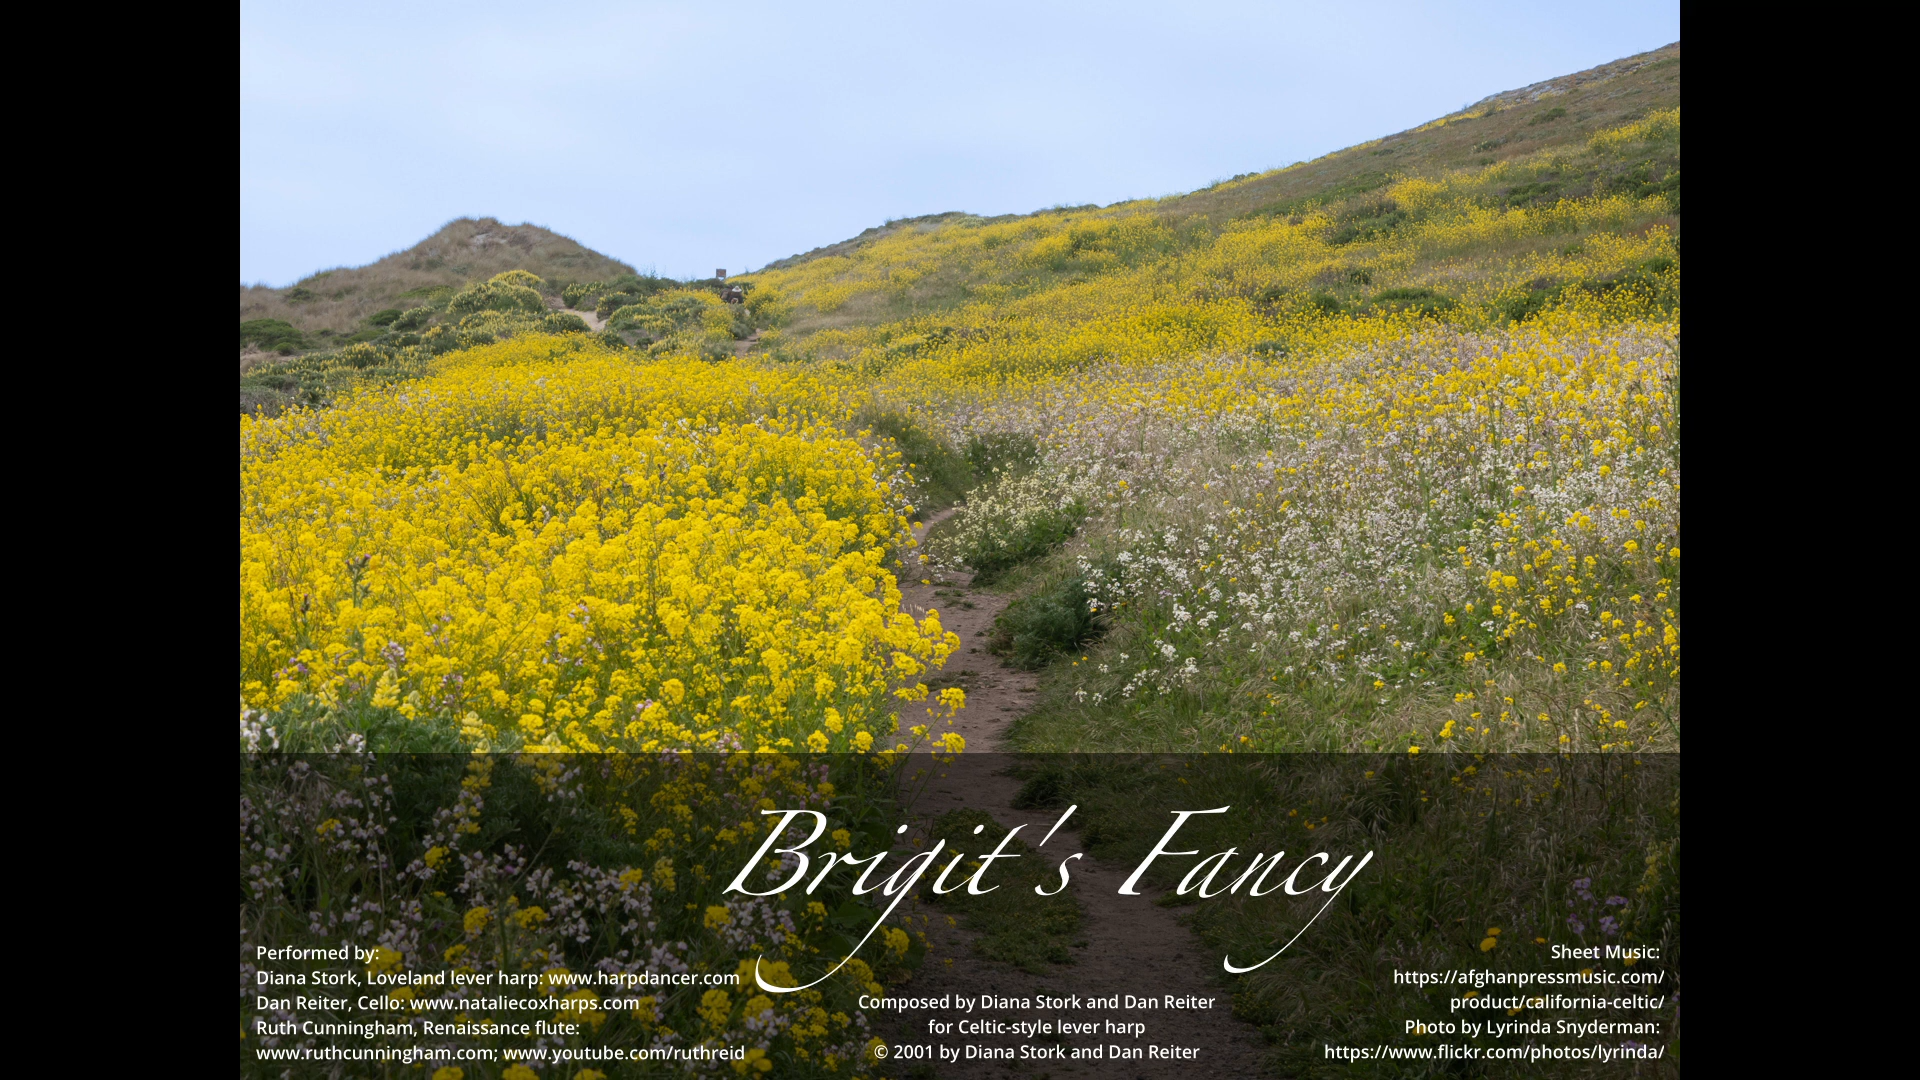 Brigit's Fancy
Performed by:
Diana Stork, Loveland lever harp: www.harpdancer.com
Dan Reiter, Cello: www.nataliecoxharps.com
Ruth Cunningham, Renaissance flute:
www.ruthcunningham.com; www.youtube.com/ruthreid
Composed by Diana Stork and Dan Reiter
for Celtic-style lever harp
© 2001 by Diana Stork and Dan Reiter
Sheet Music:
https://afghanpressmusic.com/
product/california-celtic/
Photo by Lyrinda Snyderman:
https://www.flickr.com/photos/lyrinda/